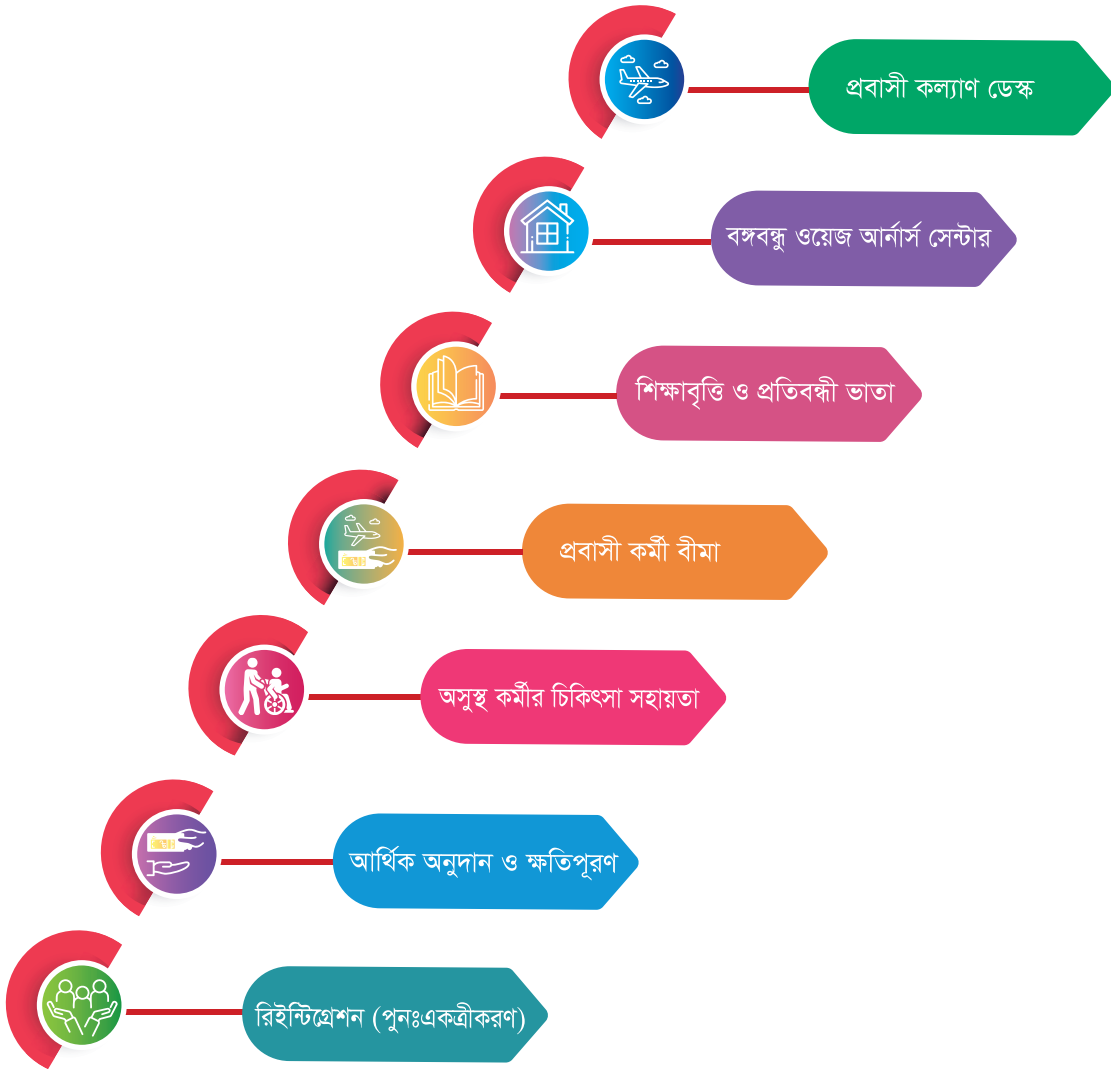 প্রবাসী কল্যাণ ডেস্ক
বঙ্গবন্ধু ওয়েজ আর্নার্স সেন্টার
শিক্ষাবৃত্তি ও প্রতিবন্ধী ভাতা
প্রবাসী কর্মী বীমা
অসুস্থ কর্মীর চিকিৎসা সহায়তা
আর্থিক অনুদান ও ক্ষতিপূরণ
রিইন্টিগ্রেশন (পুনঃএকত্রীকরণ)